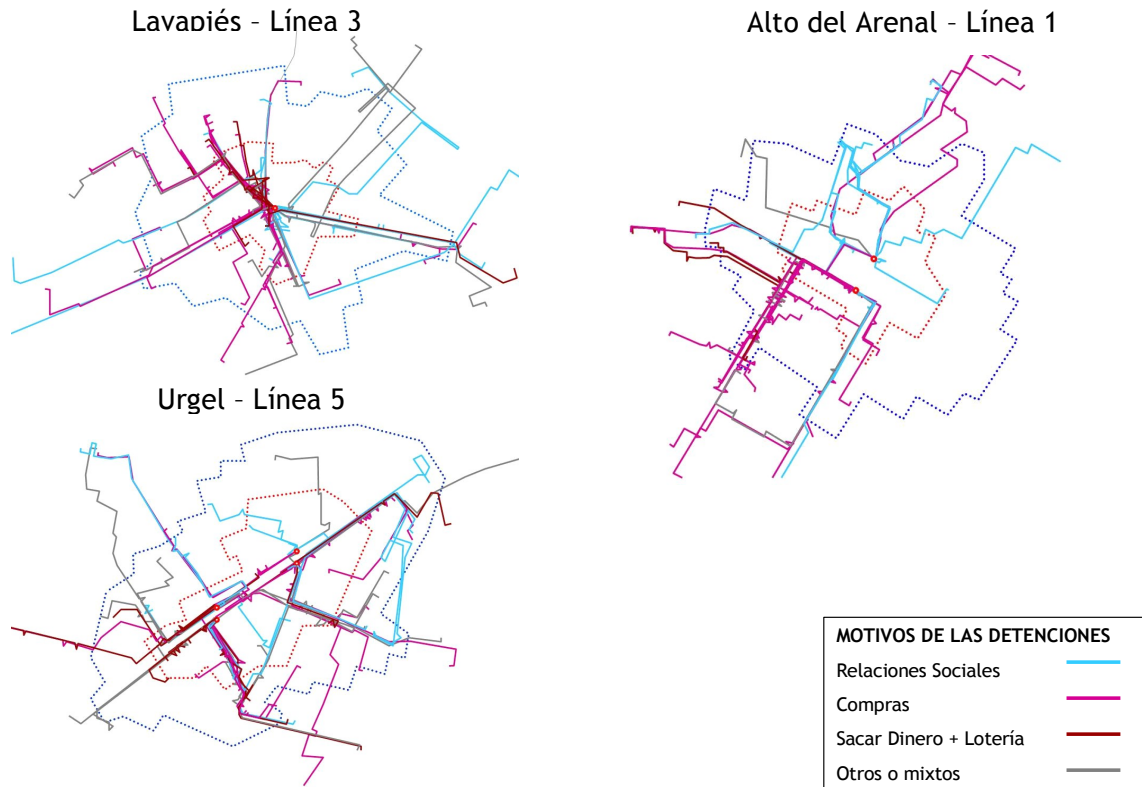 Lavapiés - Línea 3
Alto del Arenal - Línea 1
Urgel - Línea 5
MOTIVOS DE LAS DETENCIONES
Relaciones Sociales
Compras
Sacar Dinero + Lotería
Otros o mixtos